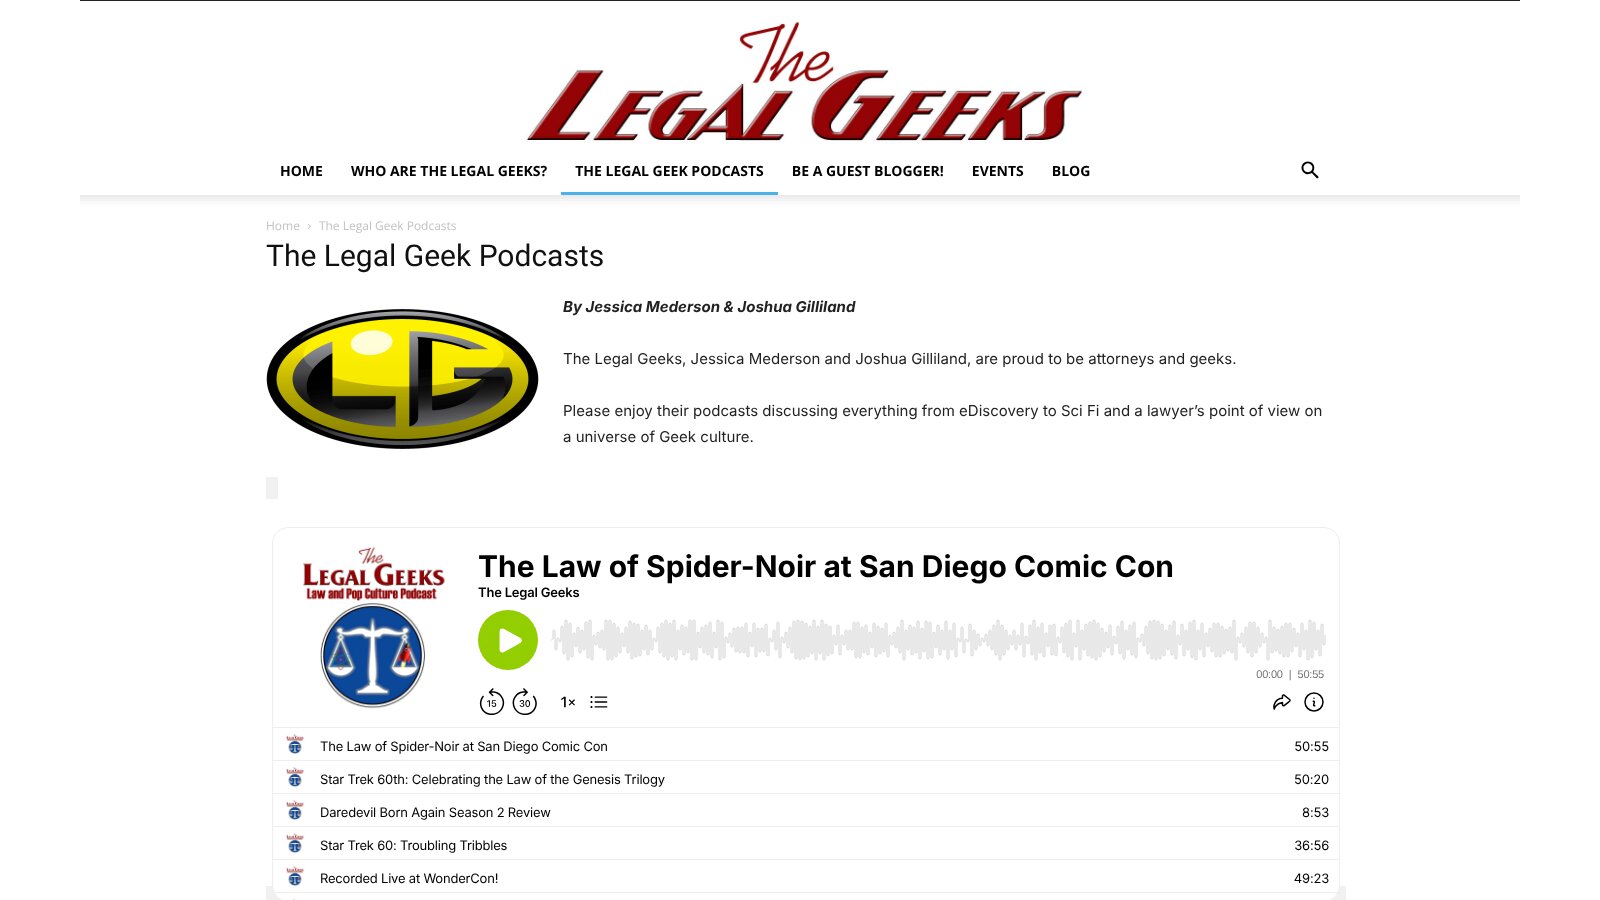 The
LEGAL GEEKS
HOME WHO ARE THE LEGAL GEEKS? THE LEGAL GEEK PODCASTS BE A GUEST BLOGGER! EVENTS BLOG
Home › The Legal Geek Podcasts
The Legal Geek Podcasts
LG
By Jessica Mederson & Joshua Gilliland
The Legal Geeks, Jessica Mederson and Joshua Gilliland, are proud to be attorneys and geeks.
Please enjoy their podcasts discussing everything from eDiscovery to Sci Fi and a lawyer’s point of view on
a universe of Geek culture.
The
LEGAL GEEKS
Law and Pop Culture Podcast
The Law of Spider-Noir at San Diego Comic Con
The Legal Geeks
00:00 | 50:55
15 30 1×
The Law of Spider-Noir at San Diego Comic Con 50:55
Star Trek 60th: Celebrating the Law of the Genesis Trilogy 50:20
Daredevil Born Again Season 2 Review 8:53
Star Trek 60: Troubling Tribbles 36:56
Recorded Live at WonderCon! 49:23